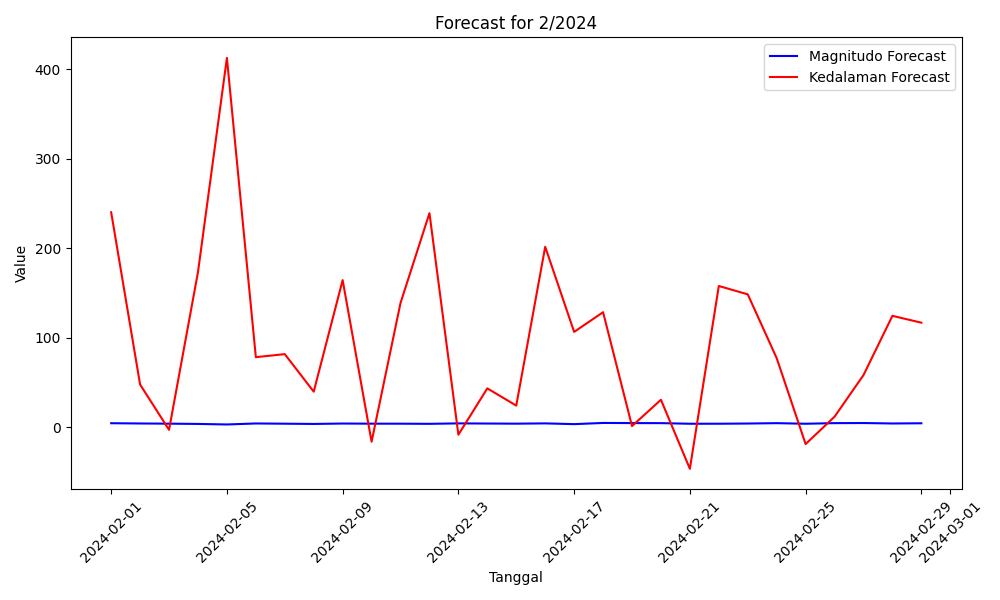 Forecast for 2/2024
Magnitudo Forecast
Kedalaman Forecast
Value
400
300
200
100
0
2024-02-01
2024-02-05
2024-02-09
2024-02-13
2024-02-17
2024-02-21
2024-02-25
2024-02-29
2024-03-01
Tanggal